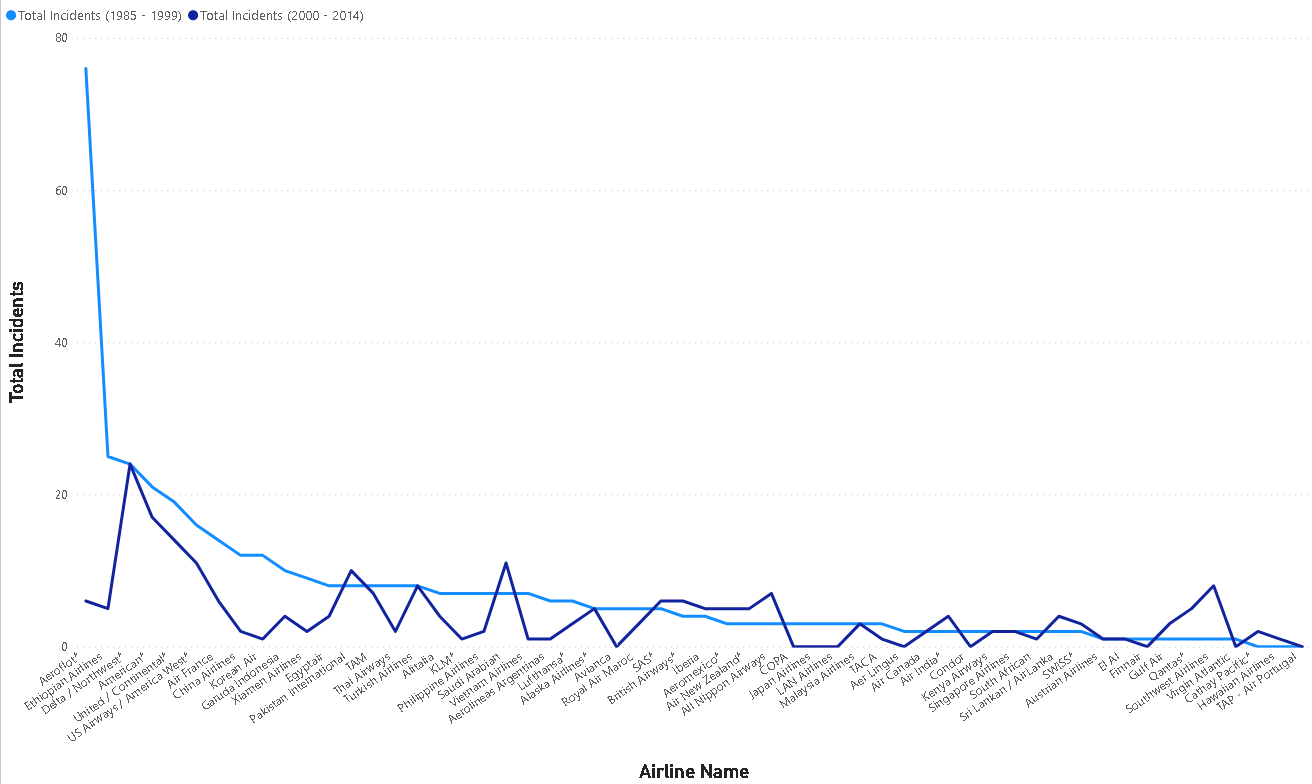 Total Incidents (1985 - 1999) Total Incidents (2000 - 2014)
80
60
40
20
0
Total Incidents
Aeroflot*
Ethiopian Airlines
Delta / Northwest*
American*
United / Continental*
US Airways / America West*
Air France
China Airlines
Korean Air
Garuda Indonesia
Xiamen Airlines
Egyptair
Pakistan International
TAM
Thai Airways
Turkish Airlines
Alitalia
KLM*
Philippine Airlines
Saudi Arabian
Vietnam Airlines
Aerolineas Argentinas
Lufthansa*
Alaska Airlines*
Avianca
Royal Air Maroc
SAS*
British Airways*
Iberia
Aeromexico*
Air New Zealand*
All Nippon Airways
COPA
Japan Airlines
LAN Airlines
Malaysia Airlines
TACA
Aer Lingus
Air Canada
Air India*
Condor
Kenya Airways
Singapore Airlines
South African
Sri Lankan / AirLanka
SWISS*
Austrian Airlines
El Al
Finnair
Gulf Air
Qantas*
Southwest Airlines
Virgin Atlantic
Cathay Pacific*
Hawaiian Airlines
TAP - Air Portugal
Airline Name